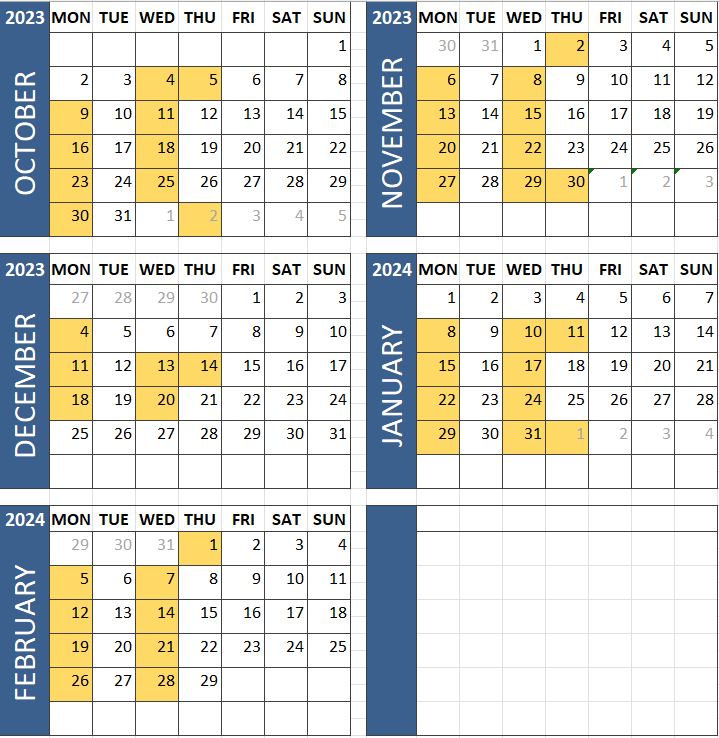 2023 MON TUE WED THU FRI SAT SUN
OCTOBER
1
2 3 4 5 6 7 8
9 10 11 12 13 14 15
16 17 18 19 20 21 22
23 24 25 26 27 28 29
30 31 1 2 3 4 5
2023 MON TUE WED THU FRI SAT SUN
NOVEMBER
30 31 1 2 3 4 5
6 7 8 9 10 11 12
13 14 15 16 17 18 19
20 21 22 23 24 25 26
27 28 29 30 1 2 3
2023 MON TUE WED THU FRI SAT SUN
DECEMBER
27 28 29 30 1 2 3
4 5 6 7 8 9 10
11 12 13 14 15 16 17
18 19 20 21 22 23 24
25 26 27 28 29 30 31
2024 MON TUE WED THU FRI SAT SUN
JANUARY
1 2 3 4 5 6 7
8 9 10 11 12 13 14
15 16 17 18 19 20 21
22 23 24 25 26 27 28
29 30 31 1 2 3 4
2024 MON TUE WED THU FRI SAT SUN
FEBRUARY
29 30 31 1 2 3 4
5 6 7 8 9 10 11
12 13 14 15 16 17 18
19 20 21 22 23 24 25
26 27 28 29